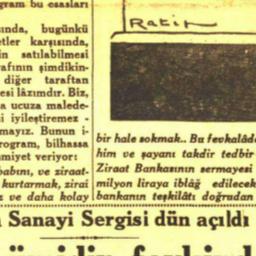 gram bu esasları
ında, bugünkü
etler karşısında,
in satılabilmesi
afının şimdikin-
diğer taraftan
esi lâzımdır. Biz,
a ucuza malede-
i iyileştiremez -
mayız. Bunun i-
rogram, bilhassa
miyet veriyor:
babını, ve ziraat-
kurtarmak, zirai
z ve daha kolay
Ratip
bir hale sokmak.. Bu fevkalâde
him ve şayanı takdir tedbir
Ziraat Bankasının sermayesi
milyon liraya iblâğ edilecek
bankanın teşkilâtı doğrudan
Sanayi Sergisi dün açıldı